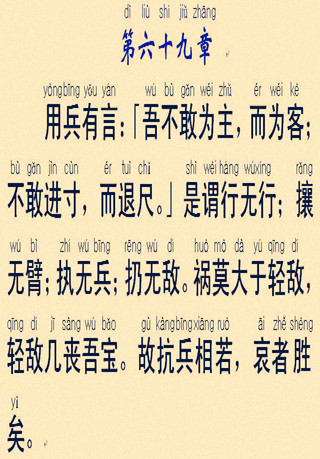 dì liù shí jiǔ zhāng
第六十九章
yòng bīng yǒu yán wú bù gǎn wéi zhǔ ér wéi kè
用兵有言：「吾不敢为主，而为客；
bù gǎn jìn cùn ér tuì chǐ shì wèi háng wúxíng rǎng
不敢进寸，而退尺。」是谓行无行；攘
wú bì zhí wú bīng rēng wú dí huò mò dà yú qīng dí
无臂；执无兵；扔无敌。祸莫大于轻敌，
qīng dí jī sàng wú bǎo gù kàngbīngxiāng ruò āi zhě shèng
轻敌几丧吾宝。故抗兵相若，哀者胜
yǐ
矣。